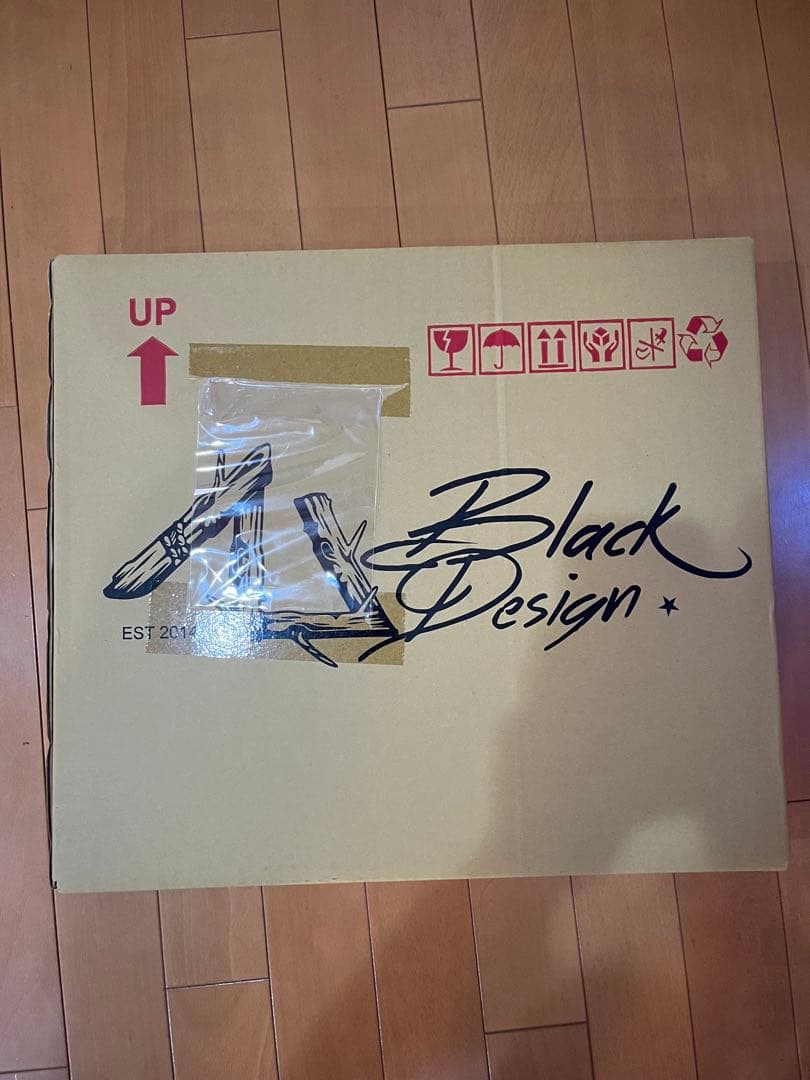 UP
Black
Design
EST 2014